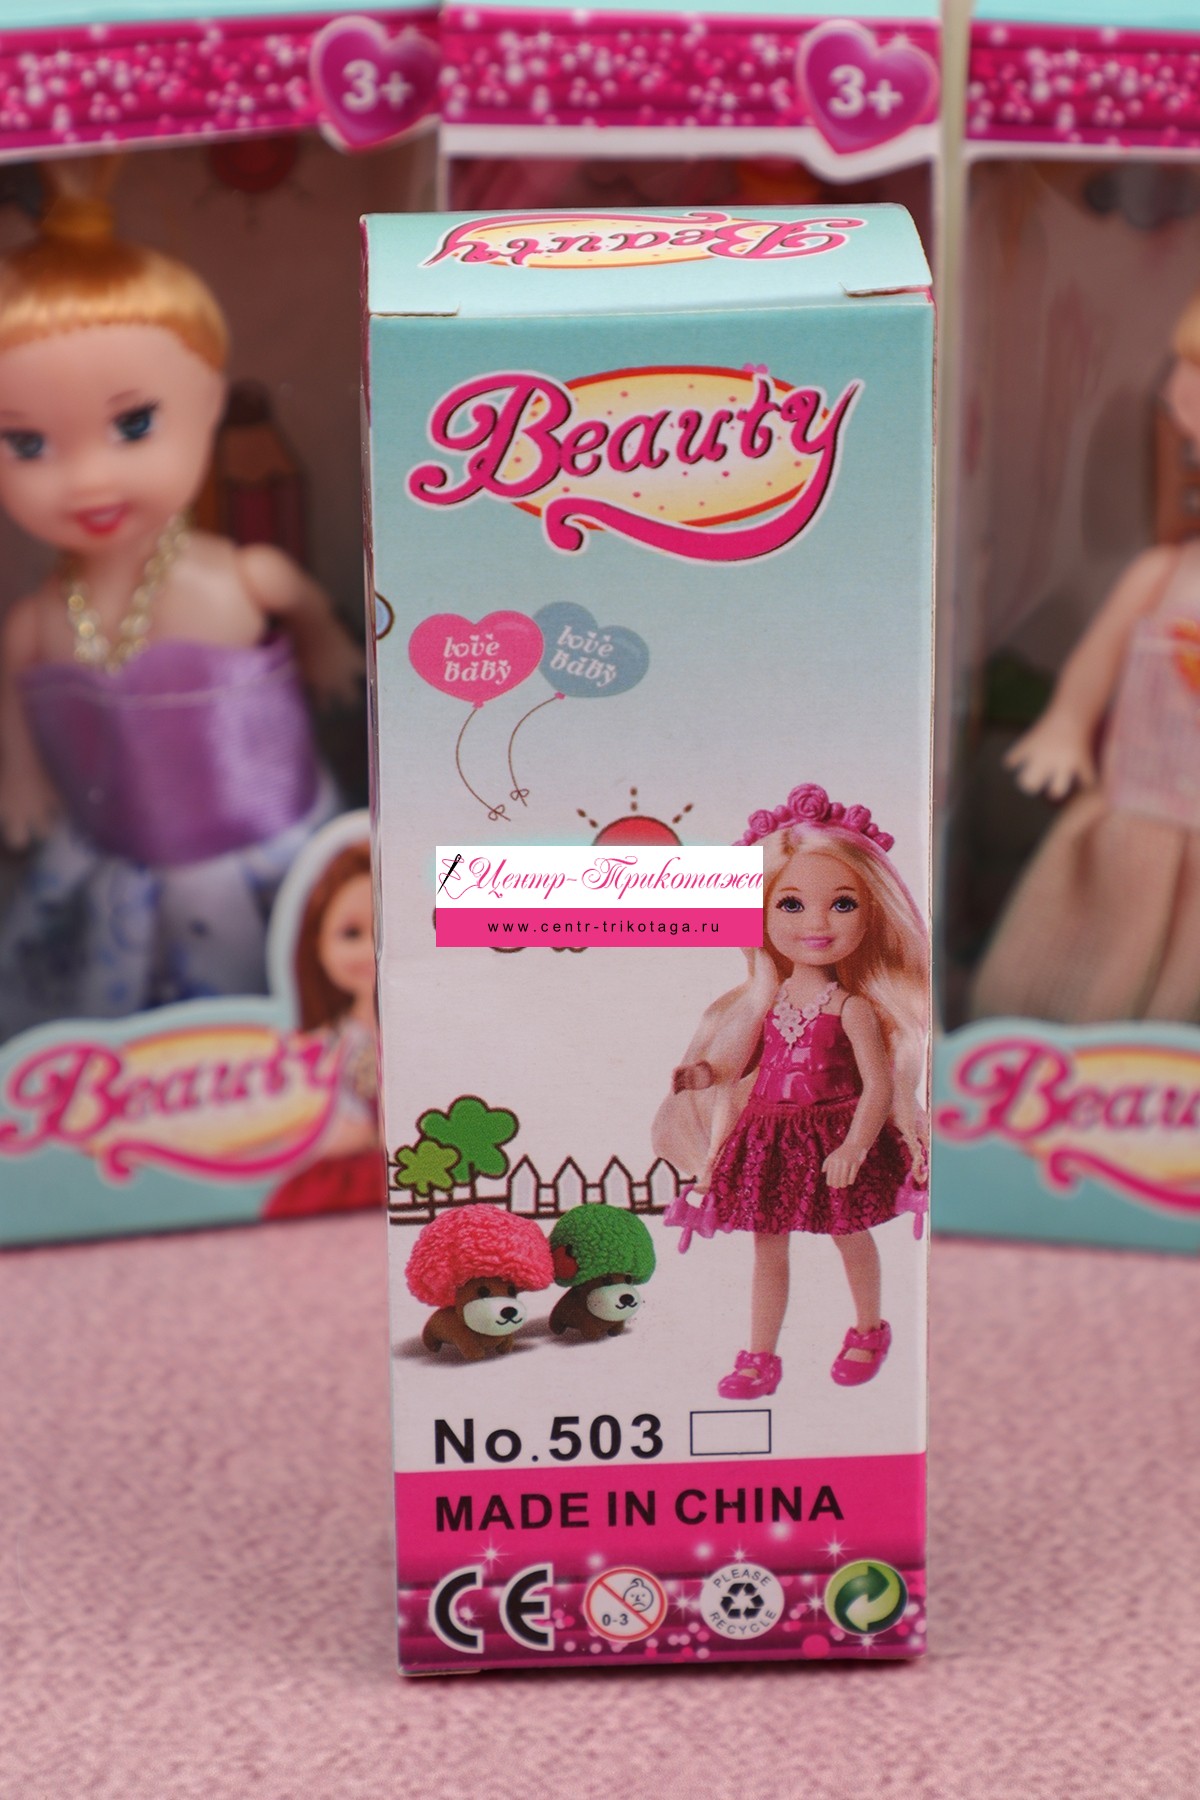 3+
3+
Beauty
Beauty
love
baby
love
baby
Центр-Трикотажа
www.centr-trikotaga.ru
Beauty
Beau
No.503
MADE IN CHINA
CE
0-3
PLEASE
RECYCLE